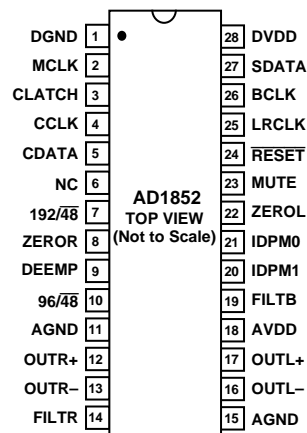 DGND 1
MCLK 2
CLATCH 3
CCLK 4
CDATA 5
NC 6
192/48̅ 7
ZEROR 8
DEEMP 9
96/48̅ 10
AGND 11
OUTR+ 12
OUTR– 13
FILTR 14
AD1852
TOP VIEW
(Not to Scale)
28 DVDD
27 SDATA
26 BCLK
25 LRCLK
24 RESET
23 MUTE
22 ZEROL
21 IDPM0
20 IDPM1
19 FILTB
18 AVDD
17 OUTL+
16 OUTL–
15 AGND